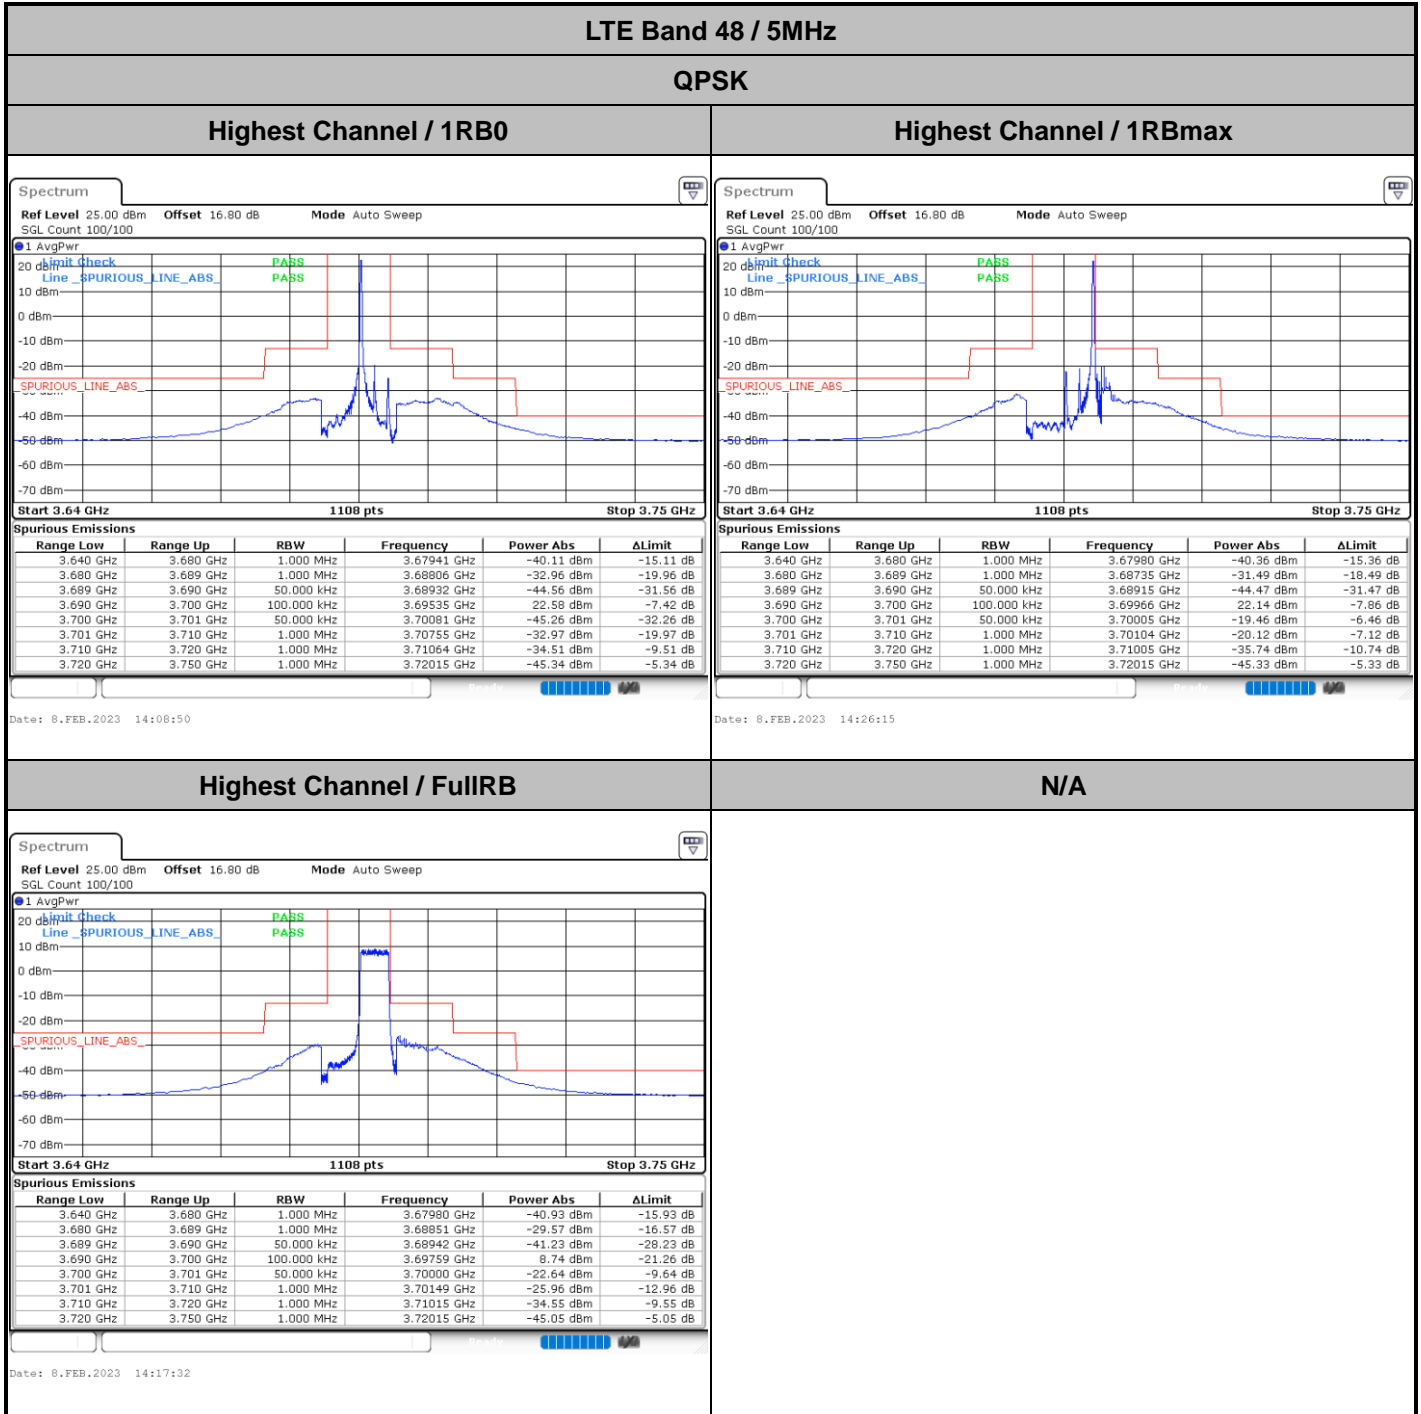 LTE Band 48 / 5MHz
QPSK
Highest Channel / 1RB0
Highest Channel / 1RBmax
Spectrum
Ref Level 25.00 dBm Offset 16.80 dB Mode Auto Sweep
SGL Count 100/100
1 AvgPwr
Limit Check PASS
Line _SPURIOUS_LINE_ABS_ PASS
20 dBm
10 dBm
0 dBm
-10 dBm
-20 dBm
_SPURIOUS_LINE_ABS_
-40 dBm
-50 dBm
-60 dBm
-70 dBm
Start 3.64 GHz 1108 pts Stop 3.75 GHz
Spurious Emissions
Range Low Range Up RBW Frequency Power Abs ΔLimit
3.640 GHz 3.680 GHz 1.000 MHz 3.67941 GHz -40.11 dBm -15.11 dB
3.680 GHz 3.689 GHz 1.000 MHz 3.68806 GHz -32.96 dBm -19.96 dB
3.689 GHz 3.690 GHz 50.000 kHz 3.68932 GHz -44.56 dBm -31.56 dB
3.690 GHz 3.700 GHz 100.000 kHz 3.69535 GHz 22.58 dBm -7.42 dB
3.700 GHz 3.701 GHz 50.000 kHz 3.70081 GHz -45.26 dBm -32.26 dB
3.701 GHz 3.710 GHz 1.000 MHz 3.70755 GHz -32.97 dBm -19.97 dB
3.710 GHz 3.720 GHz 1.000 MHz 3.71064 GHz -34.51 dBm -9.51 dB
3.720 GHz 3.750 GHz 1.000 MHz 3.72015 GHz -45.34 dBm -5.34 dB
Ready
Date: 8.FEB.2023 14:08:50
Spectrum
Ref Level 25.00 dBm Offset 16.80 dB Mode Auto Sweep
SGL Count 100/100
1 AvgPwr
Limit Check PASS
Line _SPURIOUS_LINE_ABS_ PASS
20 dBm
10 dBm
0 dBm
-10 dBm
-20 dBm
_SPURIOUS_LINE_ABS_
-40 dBm
-50 dBm
-60 dBm
-70 dBm
Start 3.64 GHz 1108 pts Stop 3.75 GHz
Spurious Emissions
Range Low Range Up RBW Frequency Power Abs ΔLimit
3.640 GHz 3.680 GHz 1.000 MHz 3.67980 GHz -40.36 dBm -15.36 dB
3.680 GHz 3.689 GHz 1.000 MHz 3.68735 GHz -31.49 dBm -18.49 dB
3.689 GHz 3.690 GHz 50.000 kHz 3.68915 GHz -44.47 dBm -31.47 dB
3.690 GHz 3.700 GHz 100.000 kHz 3.69966 GHz 22.14 dBm -7.86 dB
3.700 GHz 3.701 GHz 50.000 kHz 3.70005 GHz -19.46 dBm -6.46 dB
3.701 GHz 3.710 GHz 1.000 MHz 3.70104 GHz -20.12 dBm -7.12 dB
3.710 GHz 3.720 GHz 1.000 MHz 3.71005 GHz -35.74 dBm -10.74 dB
3.720 GHz 3.750 GHz 1.000 MHz 3.72015 GHz -45.33 dBm -5.33 dB
Ready
Date: 8.FEB.2023 14:26:15
Highest Channel / FullRB
N/A
Spectrum
Ref Level 25.00 dBm Offset 16.80 dB Mode Auto Sweep
SGL Count 100/100
1 AvgPwr
Limit Check PASS
Line _SPURIOUS_LINE_ABS_ PASS
20 dBm
10 dBm
0 dBm
-10 dBm
-20 dBm
_SPURIOUS_LINE_ABS_
-40 dBm
-50 dBm
-60 dBm
-70 dBm
Start 3.64 GHz 1108 pts Stop 3.75 GHz
Spurious Emissions
Range Low Range Up RBW Frequency Power Abs ΔLimit
3.640 GHz 3.680 GHz 1.000 MHz 3.67980 GHz -40.93 dBm -15.93 dB
3.680 GHz 3.689 GHz 1.000 MHz 3.68851 GHz -29.57 dBm -16.57 dB
3.689 GHz 3.690 GHz 50.000 kHz 3.68942 GHz -41.23 dBm -28.23 dB
3.690 GHz 3.700 GHz 100.000 kHz 3.69759 GHz 8.74 dBm -21.26 dB
3.700 GHz 3.701 GHz 50.000 kHz 3.70000 GHz -22.64 dBm -9.64 dB
3.701 GHz 3.710 GHz 1.000 MHz 3.70149 GHz -25.96 dBm -12.96 dB
3.710 GHz 3.720 GHz 1.000 MHz 3.71015 GHz -34.55 dBm -9.55 dB
3.720 GHz 3.750 GHz 1.000 MHz 3.72015 GHz -45.05 dBm -5.05 dB
Ready
Date: 8.FEB.2023 14:17:32